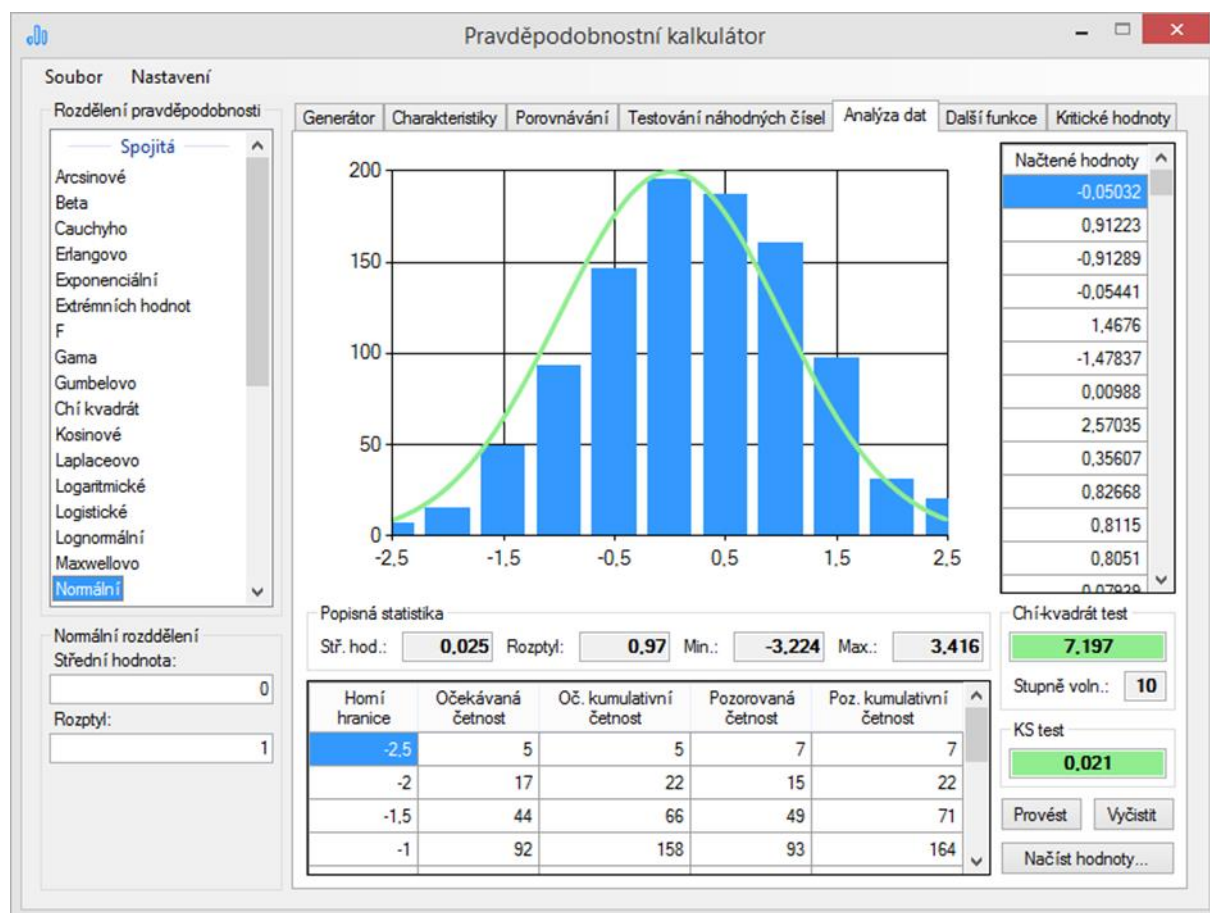 Pravděpodobnostní kalkulátor
Soubor Nastavení
Rozdělení pravděpodobnosti
Spojitá
Arcsinové
Beta
Cauchyho
Erlangovo
Exponenciální
Extrémních hodnot
F
Gama
Gumbelovo
Chí kvadrát
Kosinové
Laplaceovo
Logaritmické
Logistické
Lognormální
Maxwellovo
Normální
Normální rozddělení
Střední hodnota:
0
Rozptyl:
1
Generátor Charakteristiky Porovnávání Testování náhodných čísel Analýza dat Další funkce Kritické hodnoty
200
150
100
50
0
-2,5 -1,5 -0,5 0,5 1,5 2,5
Načtené hodnoty
-0,05032
0,91223
-0,91289
-0,05441
1,4676
-1,47837
0,00988
2,57035
0,35607
0,82668
0,8115
0,8051
Popisná statistika
Stř. hod.: 0,025 Rozptyl: 0,97 Min.: -3,224 Max.: 3,416
Horní hranice Očekávaná četnost Oč. kumulativní četnost Pozorovaná četnost Poz. kumulativní četnost
-2,5 5 5 7 7
-2 17 22 15 22
-1,5 44 66 49 71
-1 92 158 93 164
Chí-kvadrát test
7,197
Stupně voln.: 10
KS test
0,021
Provést Vyčistit
Načíst hodnoty...